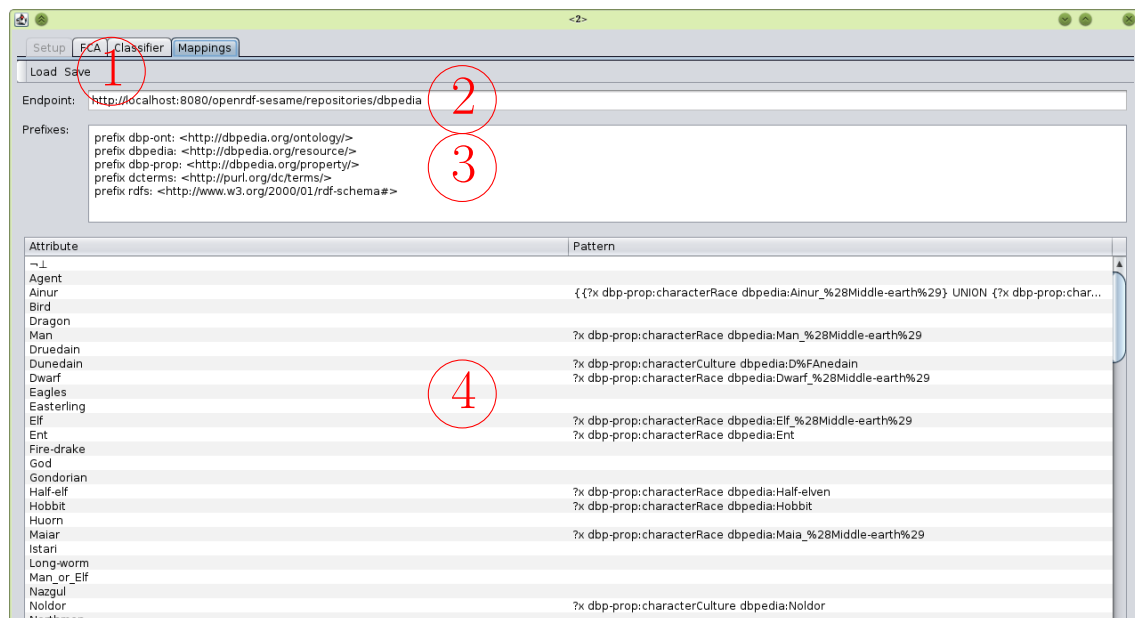 <2>
Setup FCA Classifier Mappings
Load Save
1
Endpoint: http://localhost:8080/openrdf-sesame/repositories/dbpedia
2
Prefixes:
prefix dbp-ont: <http://dbpedia.org/ontology/>
prefix dbpedia: <http://dbpedia.org/resource/>
prefix dbp-prop: <http://dbpedia.org/property/>
prefix dcterms: <http://purl.org/dc/terms/>
prefix rdfs: <http://www.w3.org/2000/01/rdf-schema#>
3
Attribute Pattern
¬⊥
Agent
Ainur {{?x dbp-prop:characterRace dbpedia:Ainur_%28Middle-earth%29} UNION {?x dbp-prop:char...
Bird
Dragon
Man ?x dbp-prop:characterRace dbpedia:Man_%28Middle-earth%29
Druedain
Dunedain ?x dbp-prop:characterCulture dbpedia:D%FAnedain
Dwarf ?x dbp-prop:characterRace dbpedia:Dwarf_%28Middle-earth%29
Eagles
4
Easterling
Elf ?x dbp-prop:characterRace dbpedia:Elf_%28Middle-earth%29
Ent ?x dbp-prop:characterRace dbpedia:Ent
Fire-drake
God
Gondorian
Half-elf ?x dbp-prop:characterRace dbpedia:Half-elven
Hobbit ?x dbp-prop:characterRace dbpedia:Hobbit
Huorn
Maiar ?x dbp-prop:characterRace dbpedia:Maia_%28Middle-earth%29
Istari
Long-worm
Man_or_Elf
Nazgul
Noldor ?x dbp-prop:characterCulture dbpedia:Noldor